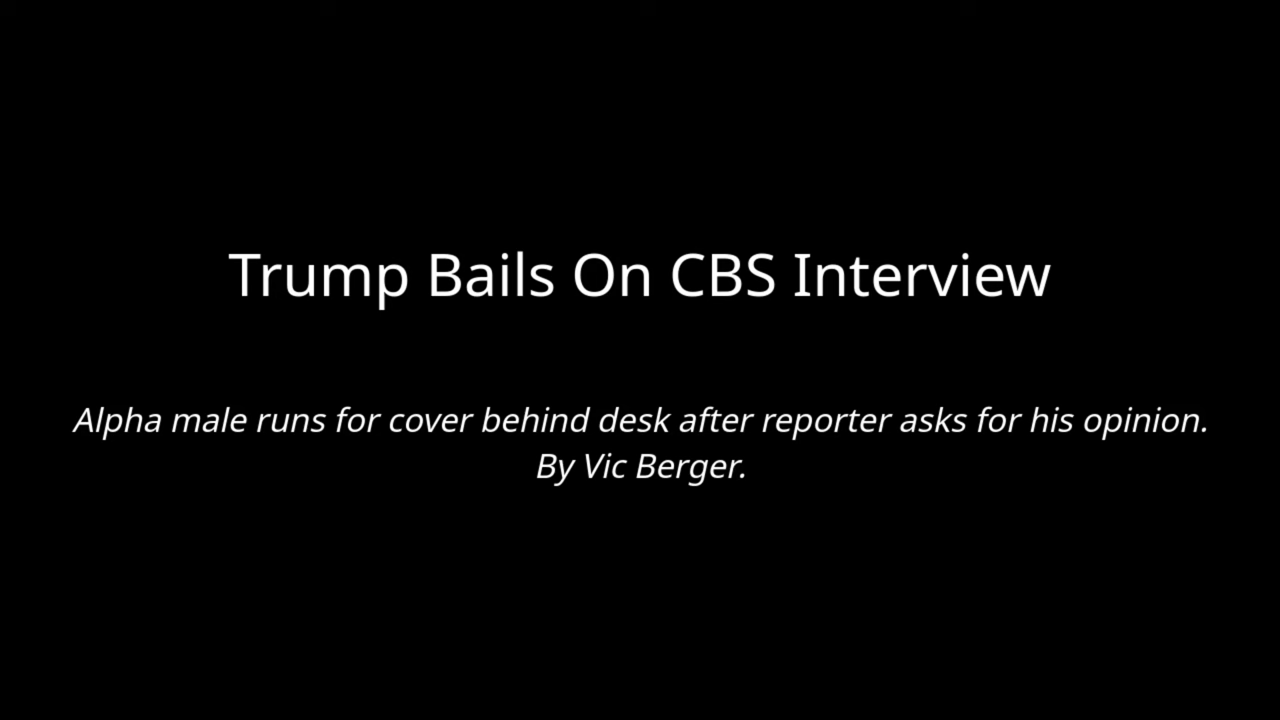 Trump Bails On CBS Interview
Alpha male runs for cover behind desk after reporter asks for his opinion.
By Vic Berger.